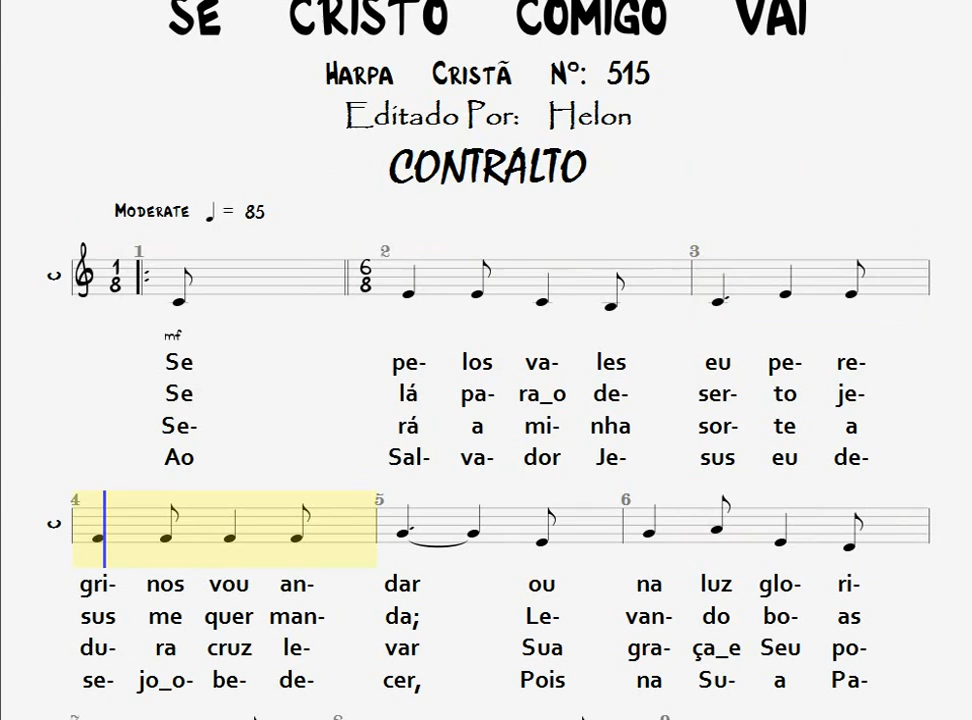 SE CRISTO COMIGO VAI
HARPA CRISTÃ Nº: 515
Editado Por: Helon
CONTRALTO
MODERATE ♩ = 85
1 2 3
C 1/8 6/8
mf
Se pe- los va- les eu pe- re-
Se lá pa- ra_o de- ser- to je-
Se- rá a mi- nha sor- te a
Ao Sal- va- dor Je- sus eu de-
4 5 6
C
gri- nos vou an- dar ou na luz glo- ri-
sus me quer man- da; Le- van- do bo- as
du- ra cruz le- var Sua gra- ça_e Seu po-
se- jo_o- be- de- cer, Pois na Su- a Pa-